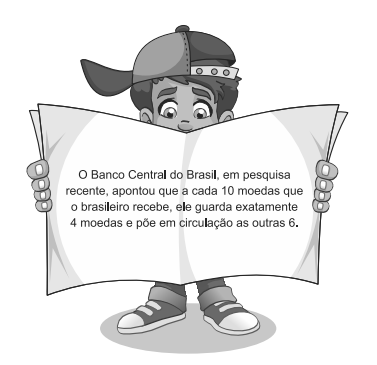 O Banco Central do Brasil, em pesquisa
recente, apontou que a cada 10 moedas que
o brasileiro recebe, ele guarda exatamente
4 moedas e põe em circulação as outras 6.